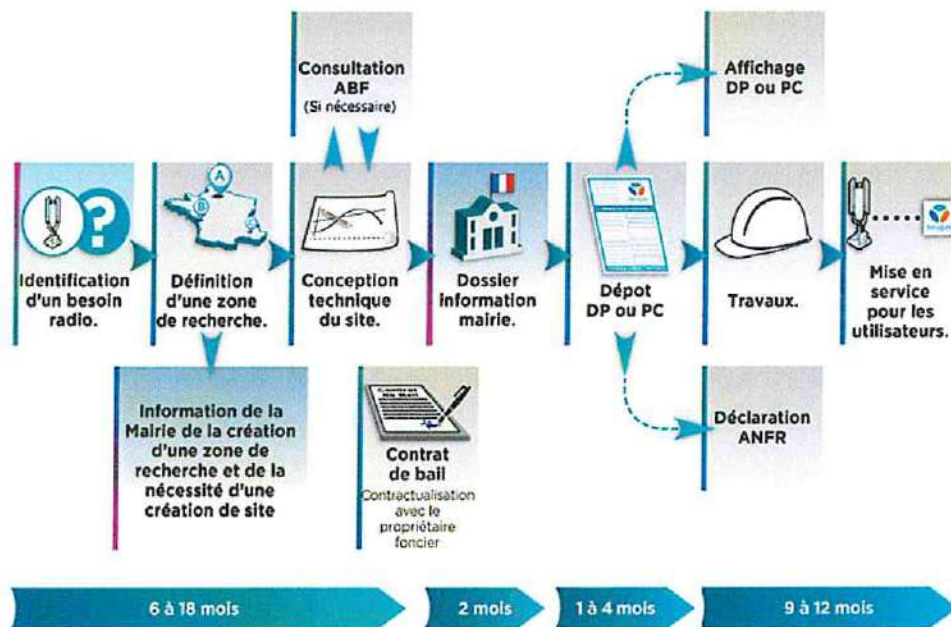 Consultation
ABF
(Si nécessaire)
Affichage
DP ou PC
A
B
C
Identification
d'un besoin
radio.
Définition
d'une zone
de recherche.
Conception
technique
du site.
Dossier
information
mairie.
Dépot
DP ou PC
Travaux.
Mise en
service
pour les
utilisateurs.
Information de la
Mairie de la création
d'une zone de
recherche et de la
nécessité d'une
création de site
Contrat
de bail
Contractualisation
avec le
propriétaire
foncier
Déclaration
ANFR
6 à 18 mois
2 mois
1 à 4 mois
9 à 12 mois